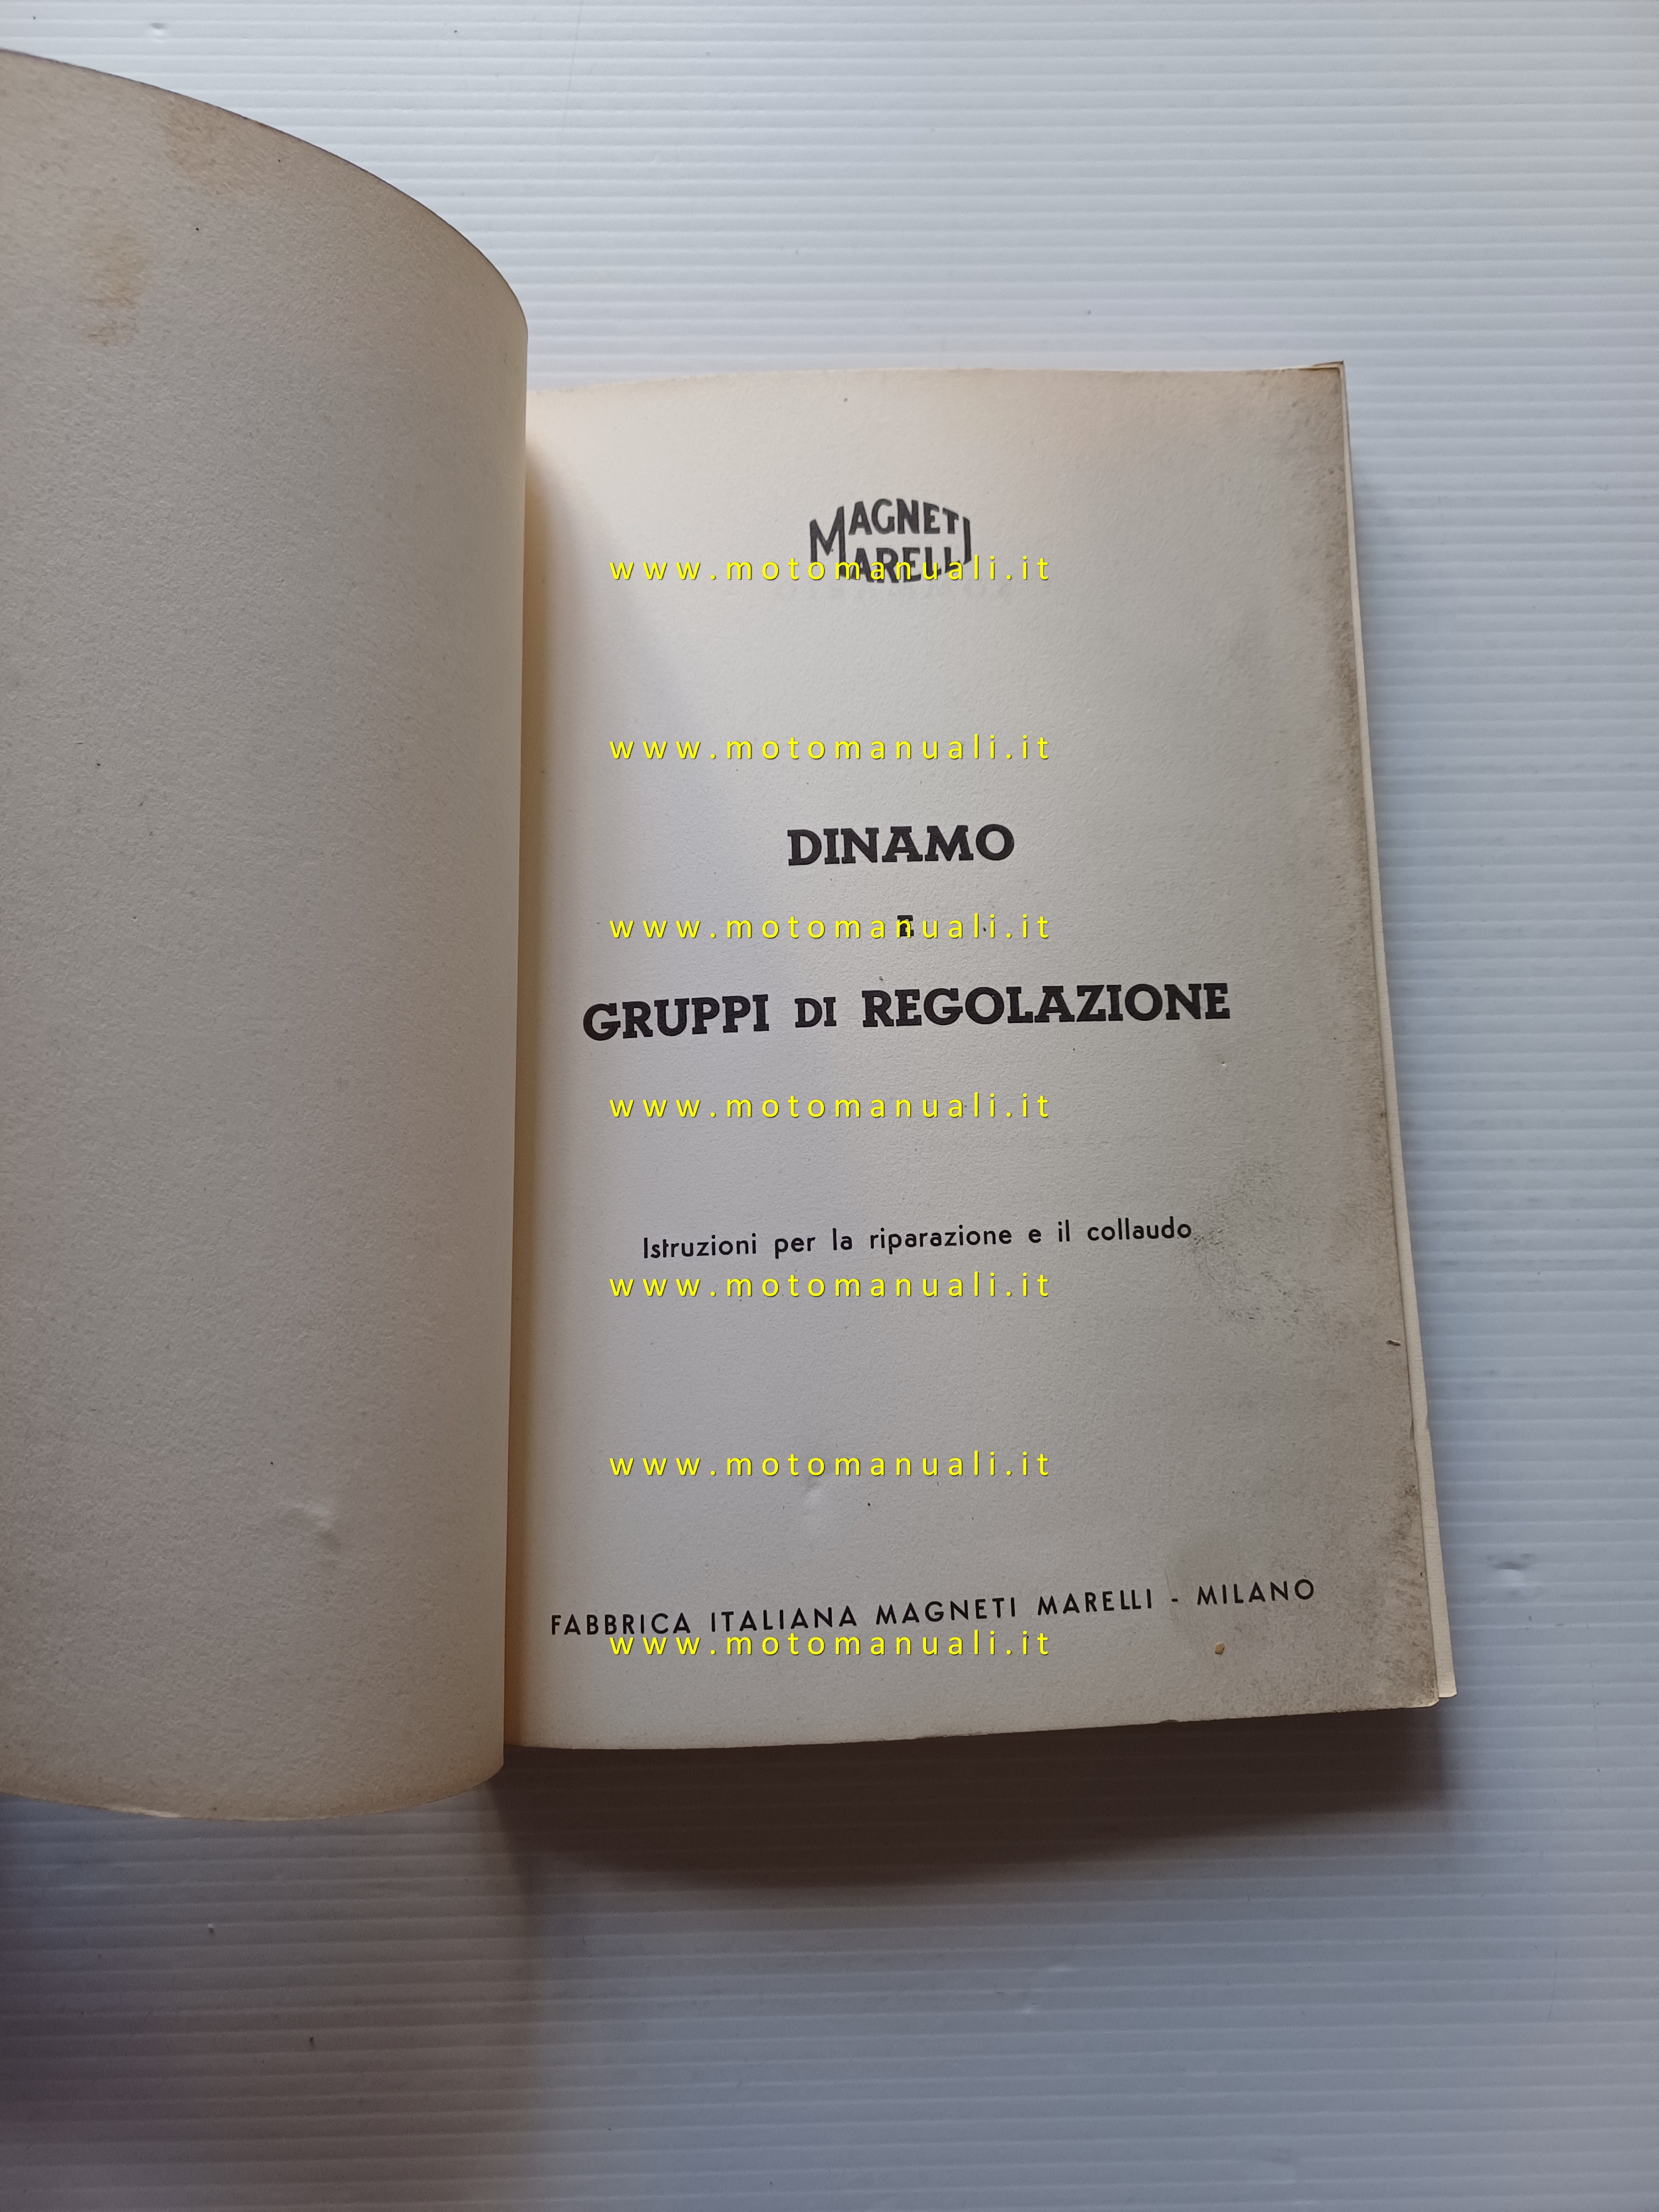 MAGNETI
MARELLI
www.motomanuali.it
www.motomanuali.it
DINAMO
E
www.motomanuali.it
GRUPPI DI REGOLAZIONE
www.motomanuali.it
Istruzioni per la riparazione e il collaudo
www.motomanuali.it
www.motomanuali.it
FABBRICA ITALIANA MAGNETI MARELLI - MILANO
www.motomanuali.it